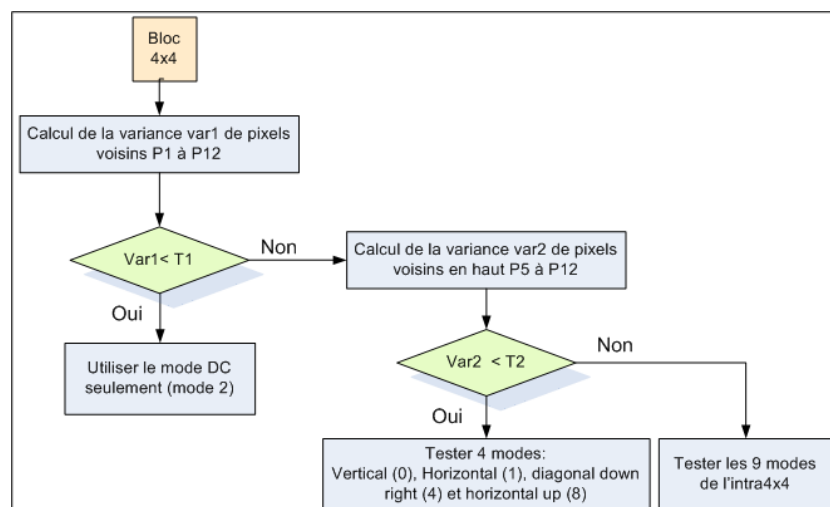 Bloc
4x4
Calcul de la variance var1 de pixels
voisins P1 à P12
Var1< T1
Non
Calcul de la variance var2 de pixels
voisins en haut P5 à P12
Oui
Utiliser le mode DC
seulement (mode 2)
Var2 < T2
Non
Oui
Tester 4 modes:
Vertical (0), Horizontal (1), diagonal down
right (4) et horizontal up (8)
Tester les 9 modes
de l'intra4x4